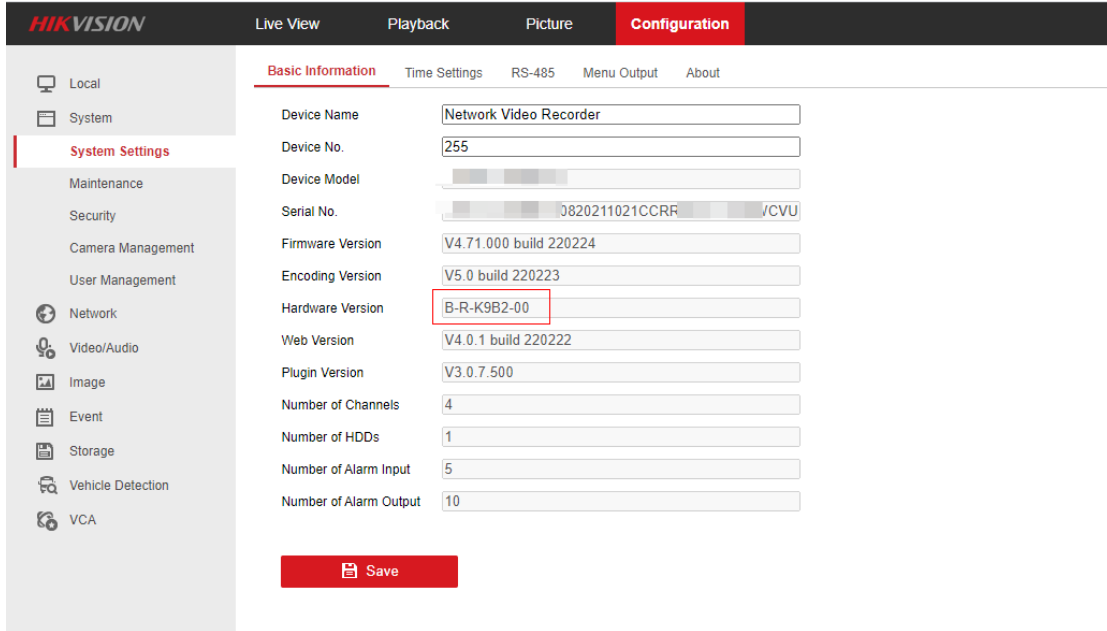 HIKVISION Live View Playback Picture Configuration
Basic Information Time Settings RS-485 Menu Output About
Local
System
System Settings
Maintenance
Security
Camera Management
User Management
Network
Video/Audio
Image
Event
Storage
Vehicle Detection
VCA
Device Name Network Video Recorder
Device No. 255
Device Model
Serial No. 0820211021CCRR VCVU
Firmware Version V4.71.000 build 220224
Encoding Version V5.0 build 220223
Hardware Version B-R-K9B2-00
Web Version V4.0.1 build 220222
Plugin Version V3.0.7.500
Number of Channels 4
Number of HDDs 1
Number of Alarm Input 5
Number of Alarm Output 10
Save